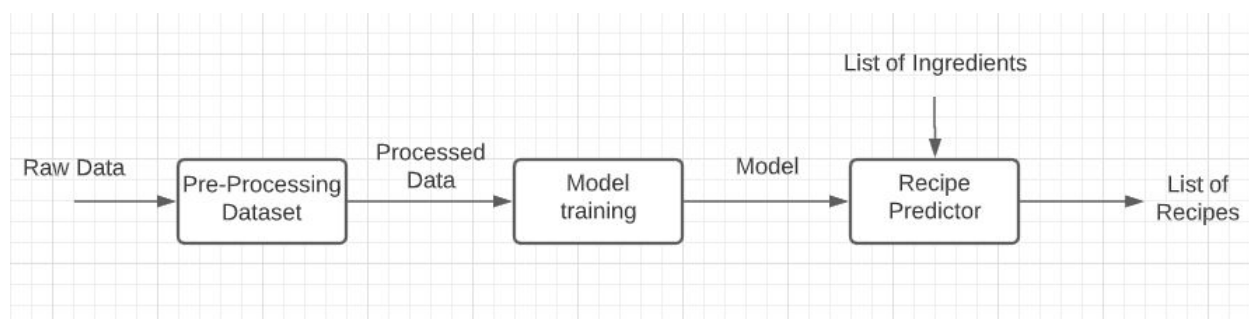 List of Ingredients
Raw Data
Pre-Processing
Dataset
Processed
Data
Model
training
Model
Recipe
Predictor
List of
Recipes